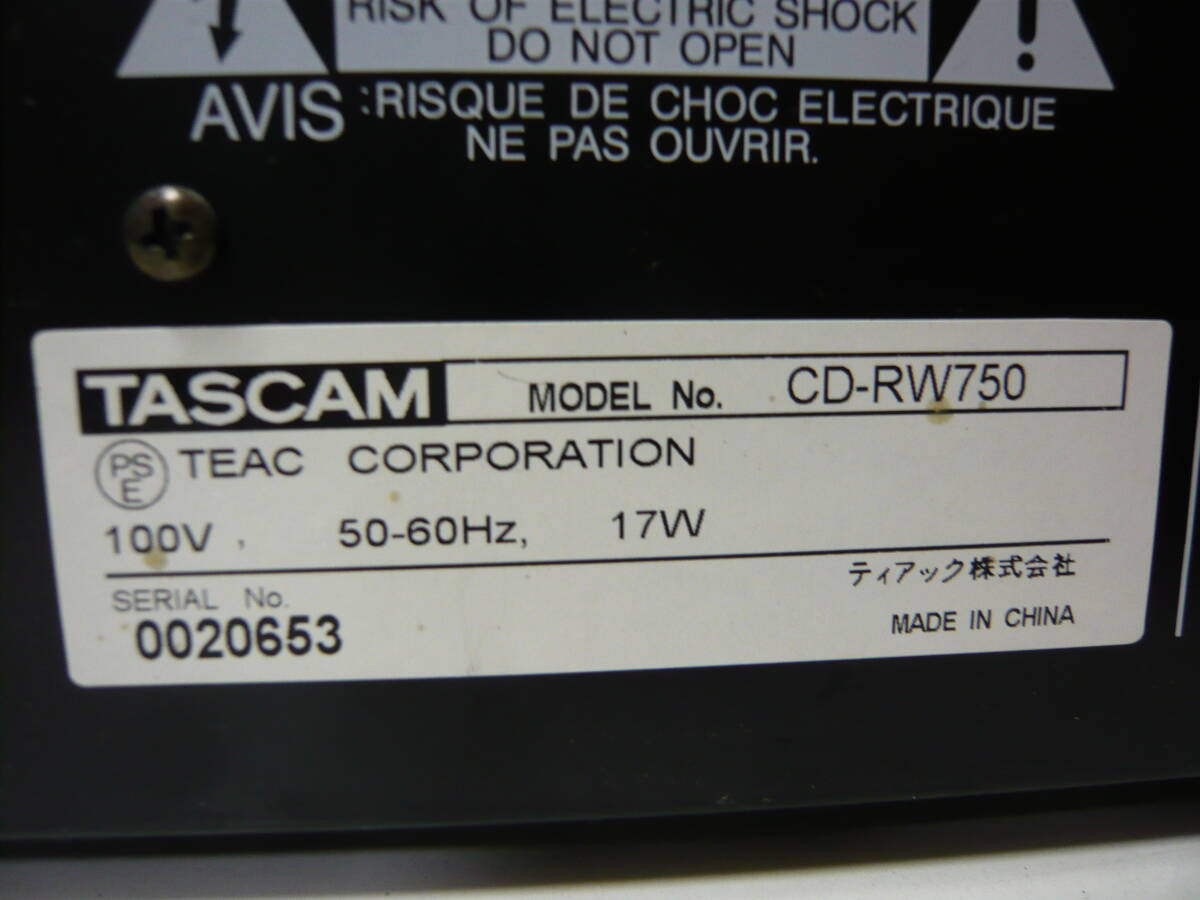 RISK OF ELECTRIC SHOCK
DO NOT OPEN
AVIS :RISQUE DE CHOC ELECTRIQUE
NE PAS OUVRIR.
TASCAM MODEL No. CD-RW750
PSE TEAC CORPORATION
100V , 50-60Hz, 17W
ティアック株式会社
SERIAL No.
0020653
MADE IN CHINA